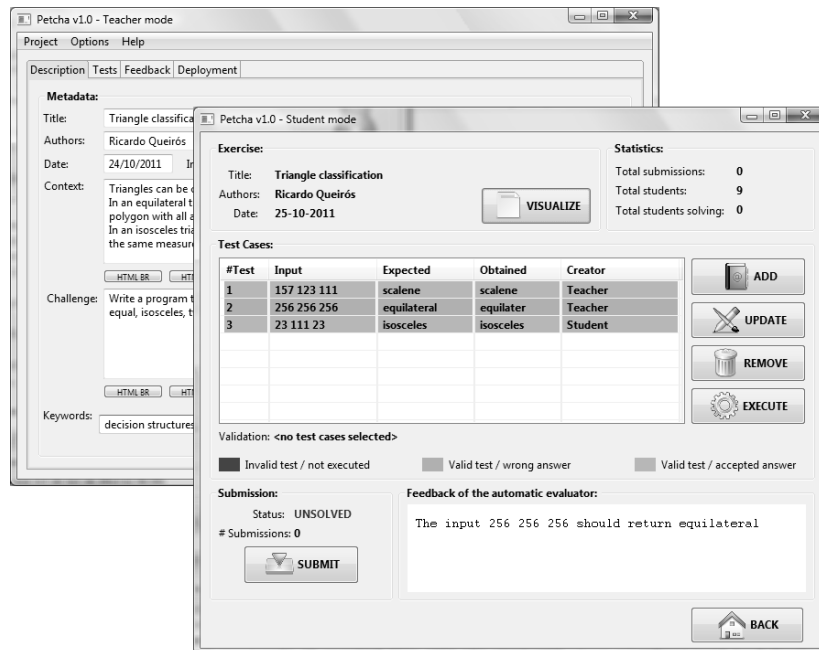 Petcha v1.0 - Teacher mode
Project Options Help
Description Tests Feedback Deployment
Metadata:
Title: Triangle classifica
Authors: Ricardo Queirós
Date: 24/10/2011
Context: Triangles can be
In an equilateral t
polygon with all a
In an isosceles tria
the same measur
HTML BR HT
Challenge: Write a program t
equal, isosceles, t
HTML BR HT
Keywords: decision structures
Petcha v1.0 - Student mode
Exercise:
Title: Triangle classification
Authors: Ricardo Queirós
Date: 25-10-2011
VISUALIZE
Statistics:
Total submissions: 0
Total students: 9
Total students solving: 0
Test Cases:
#Test Input Expected Obtained Creator
1 157 123 111 scalene scalene Teacher
2 256 256 256 equilateral equilater Teacher
3 23 111 23 isosceles isosceles Student
ADD
UPDATE
REMOVE
EXECUTE
Validation: <no test cases selected>
Invalid test / not executed Valid test / wrong answer Valid test / accepted answer
Submission:
Status: UNSOLVED
# Submissions: 0
SUBMIT
Feedback of the automatic evaluator:
The input 256 256 256 should return equilateral
BACK